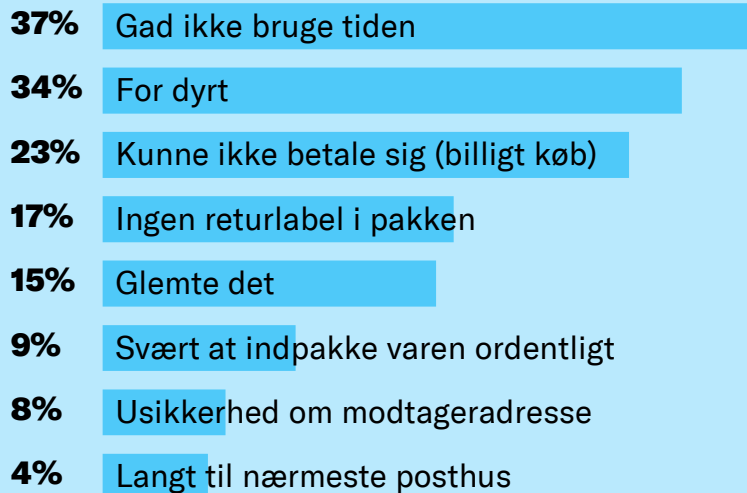 37% Gad ikke bruge tiden
34% For dyrt
23% Kunne ikke betale sig (billigt køb)
17% Ingen returlabel i pakken
15% Glemte det
9% Svært at indpakke varen ordentligt
8% Usikkerhed om modtageradresse
4% Langt til nærmeste posthus